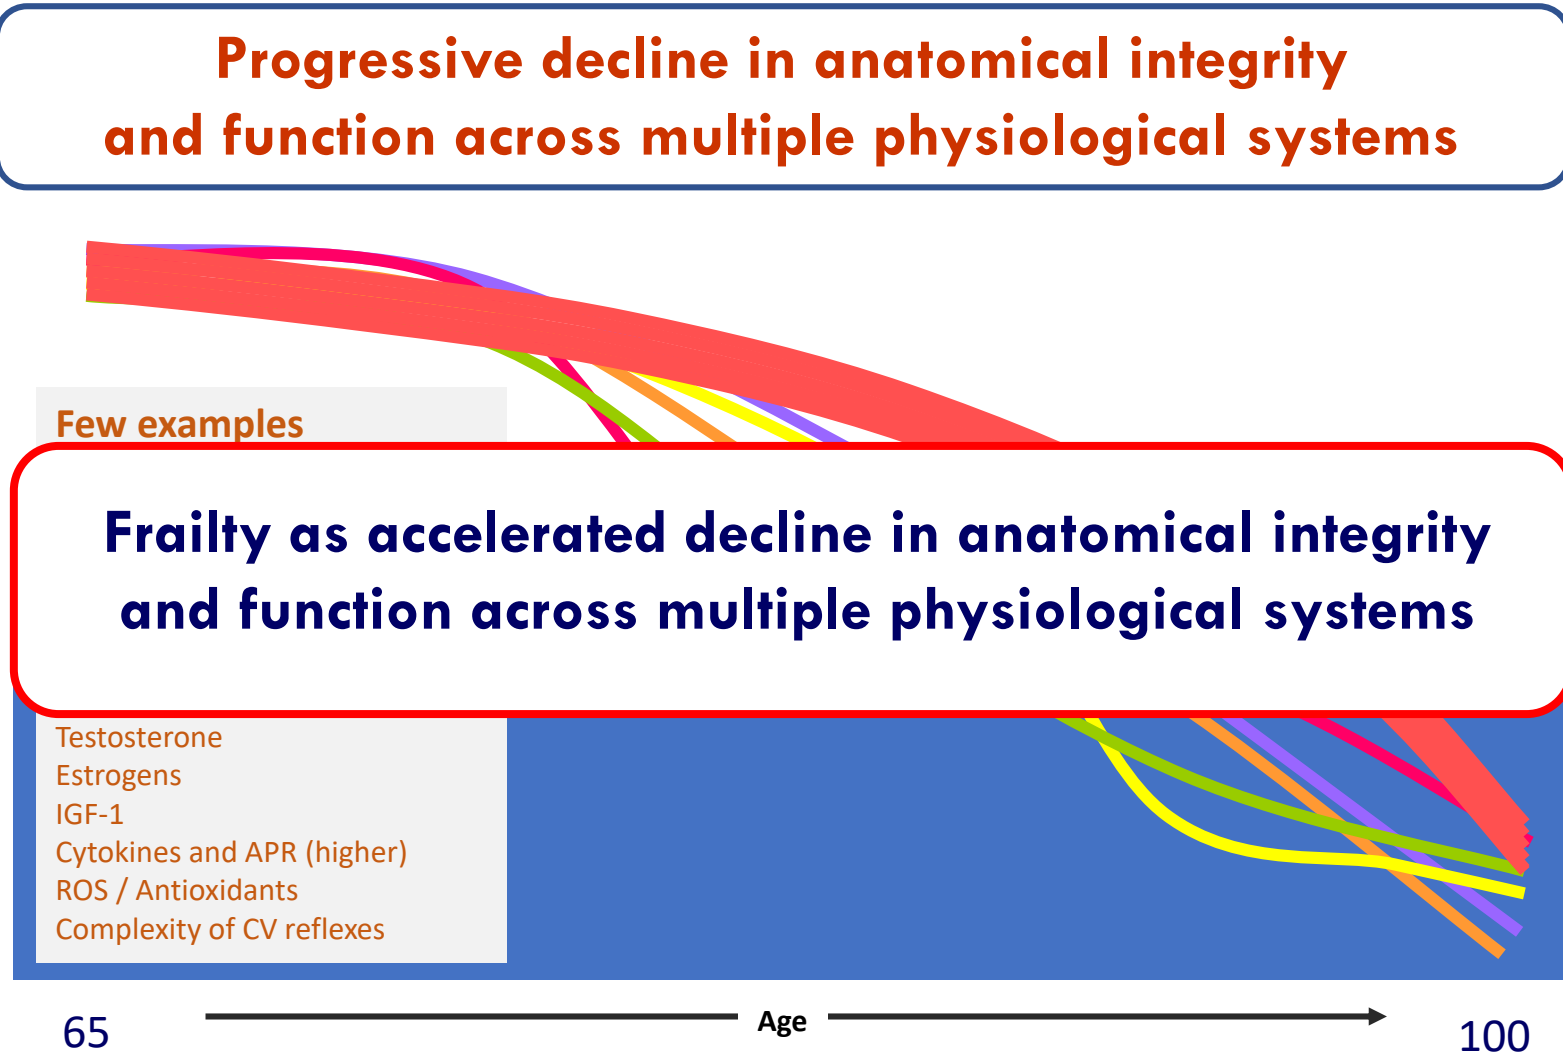 Progressive decline in anatomical integrity
and function across multiple physiological systems
Few examples
Frailty as accelerated decline in anatomical integrity
and function across multiple physiological systems
Testosterone
Estrogens
IGF-1
Cytokines and APR (higher)
ROS / Antioxidants
Complexity of CV reflexes
65
Age
100